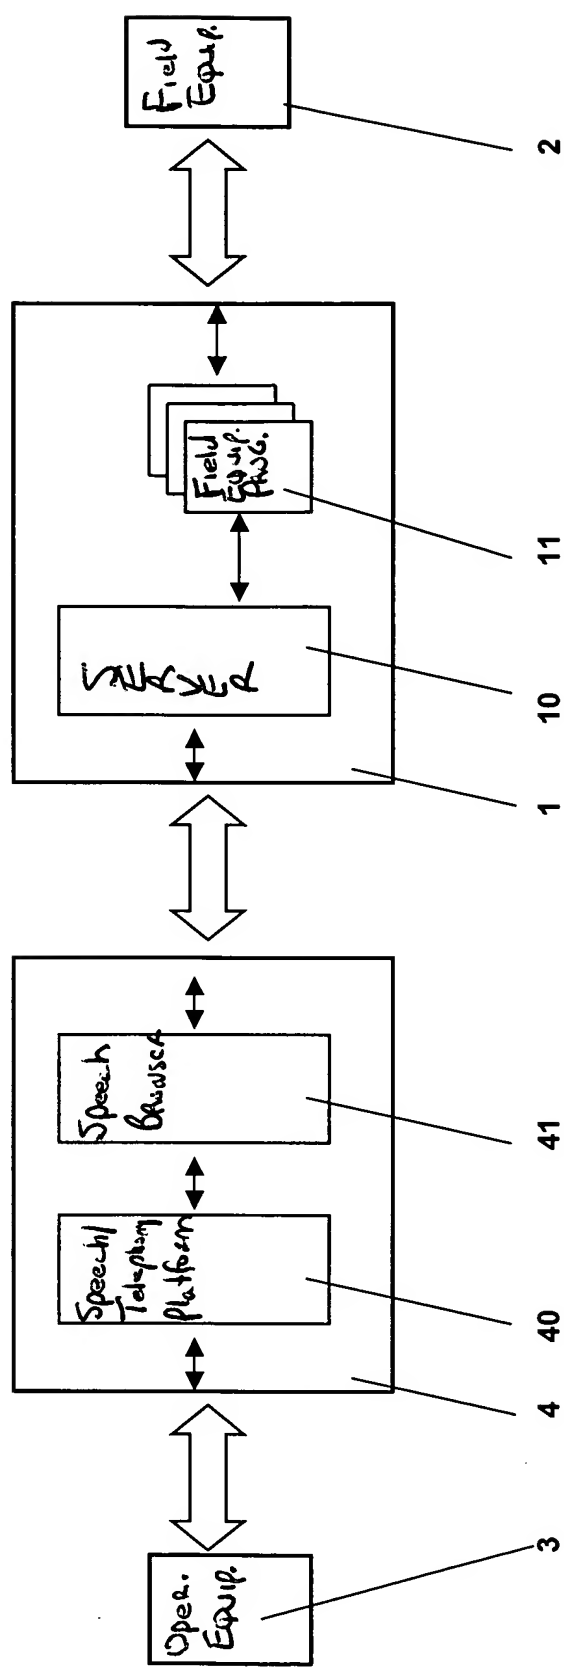 Oper.
EQUIP.
3
Speech/
Telephony
Platform
40
Speech
Browser
41
4
SERVER
10
Field
Equip.
11
1
Field
Equip.
2